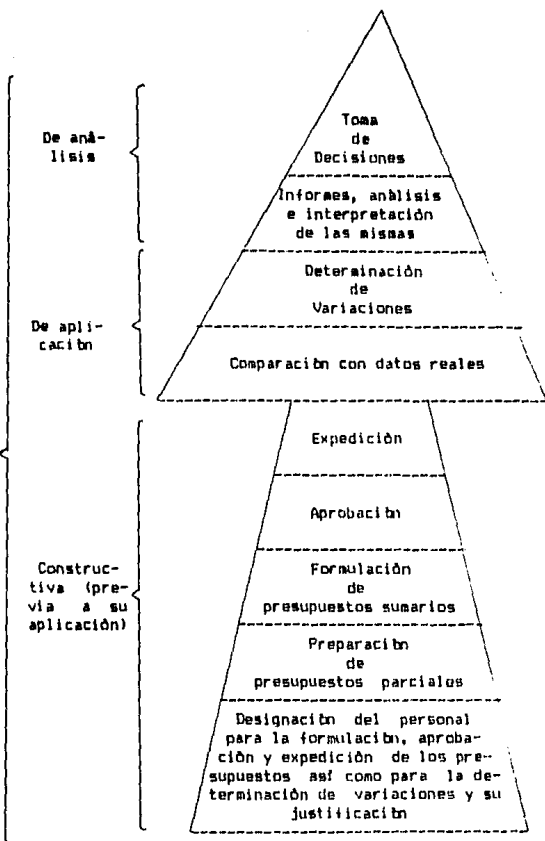 De aná-
lisis
Toma
de
Decisiones
Informes, análisis
e interpretación
de las mismas
De apli-
cación
Determinación
de
Variaciones
Comparación con datos reales
Construc-
tiva (pre-
via a su
aplicación)
Expedición
Aprobación
Formulación
de
presupuestos sumarios
Preparación
de
presupuestos parciales
Designación del personal
para la formulación, aproba-
ción y expedición de los pre-
supuestos así como para la de-
terminación de variaciones y su
justificación